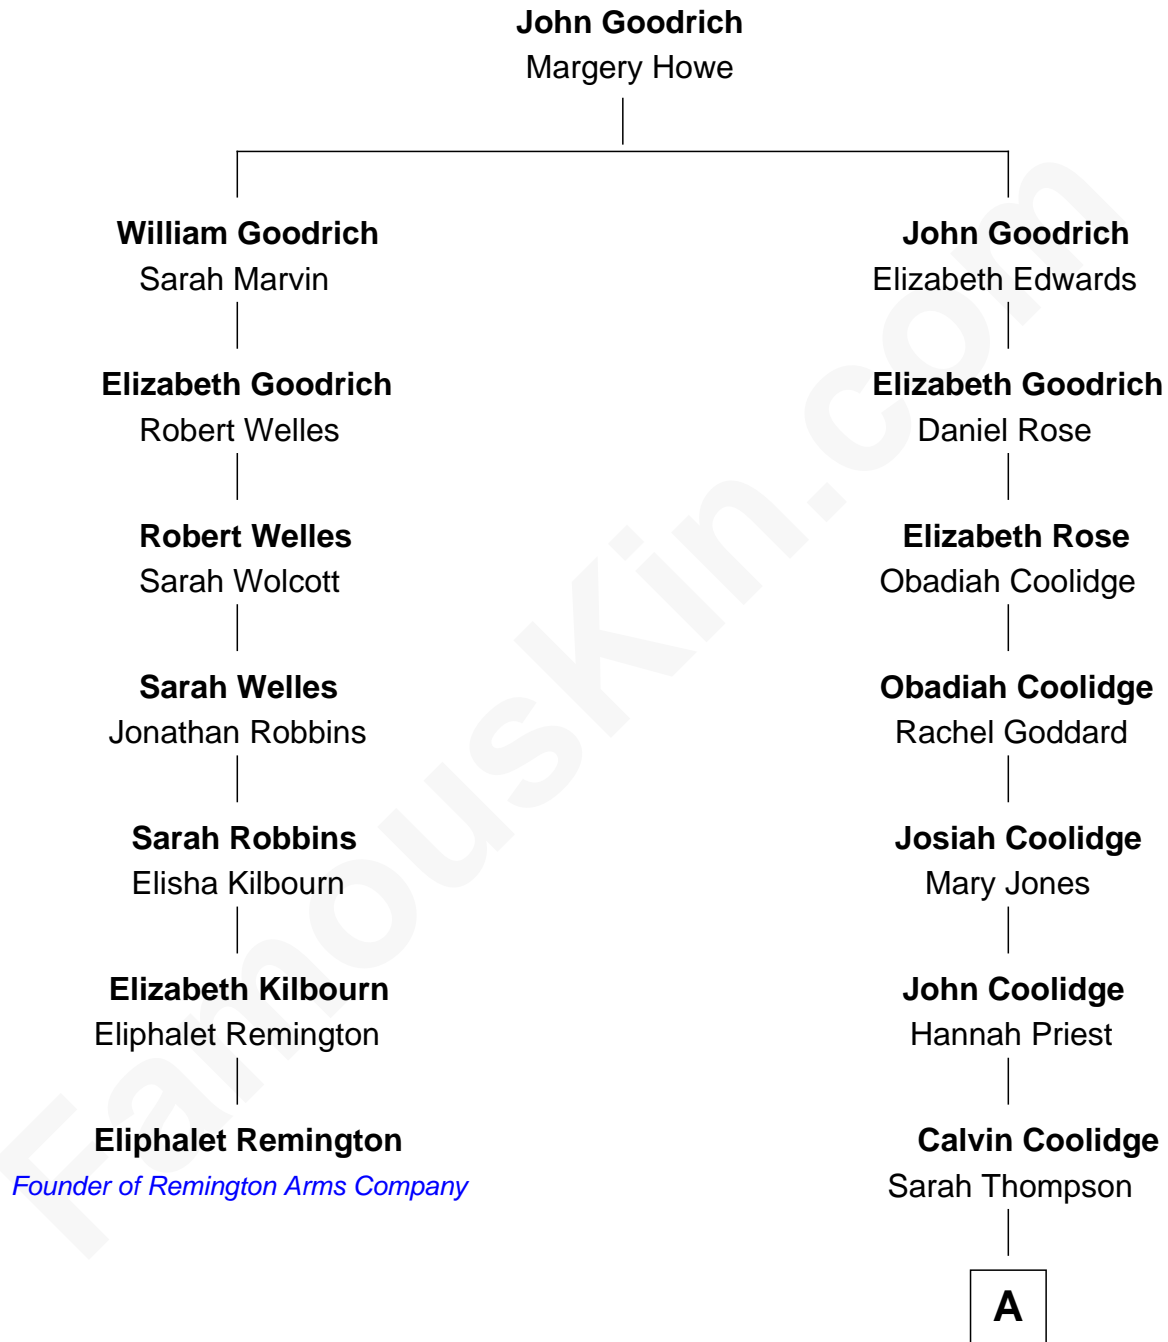 John Goodrich
Margery Howe
William Goodrich
Sarah Marvin
Elizabeth Goodrich
Robert Welles
Robert Welles
Sarah Wolcott
Sarah Welles
Jonathan Robbins
Sarah Robbins
Elisha Kilbourn
Elizabeth Kilbourn
Eliphalet Remington
Eliphalet Remington
Founder of Remington Arms Company
John Goodrich
Elizabeth Edwards
Elizabeth Goodrich
Daniel Rose
Elizabeth Rose
Obadiah Coolidge
Obadiah Coolidge
Rachel Goddard
Josiah Coolidge
Mary Jones
John Coolidge
Hannah Priest
Calvin Coolidge
Sarah Thompson
A
FamousKin.com